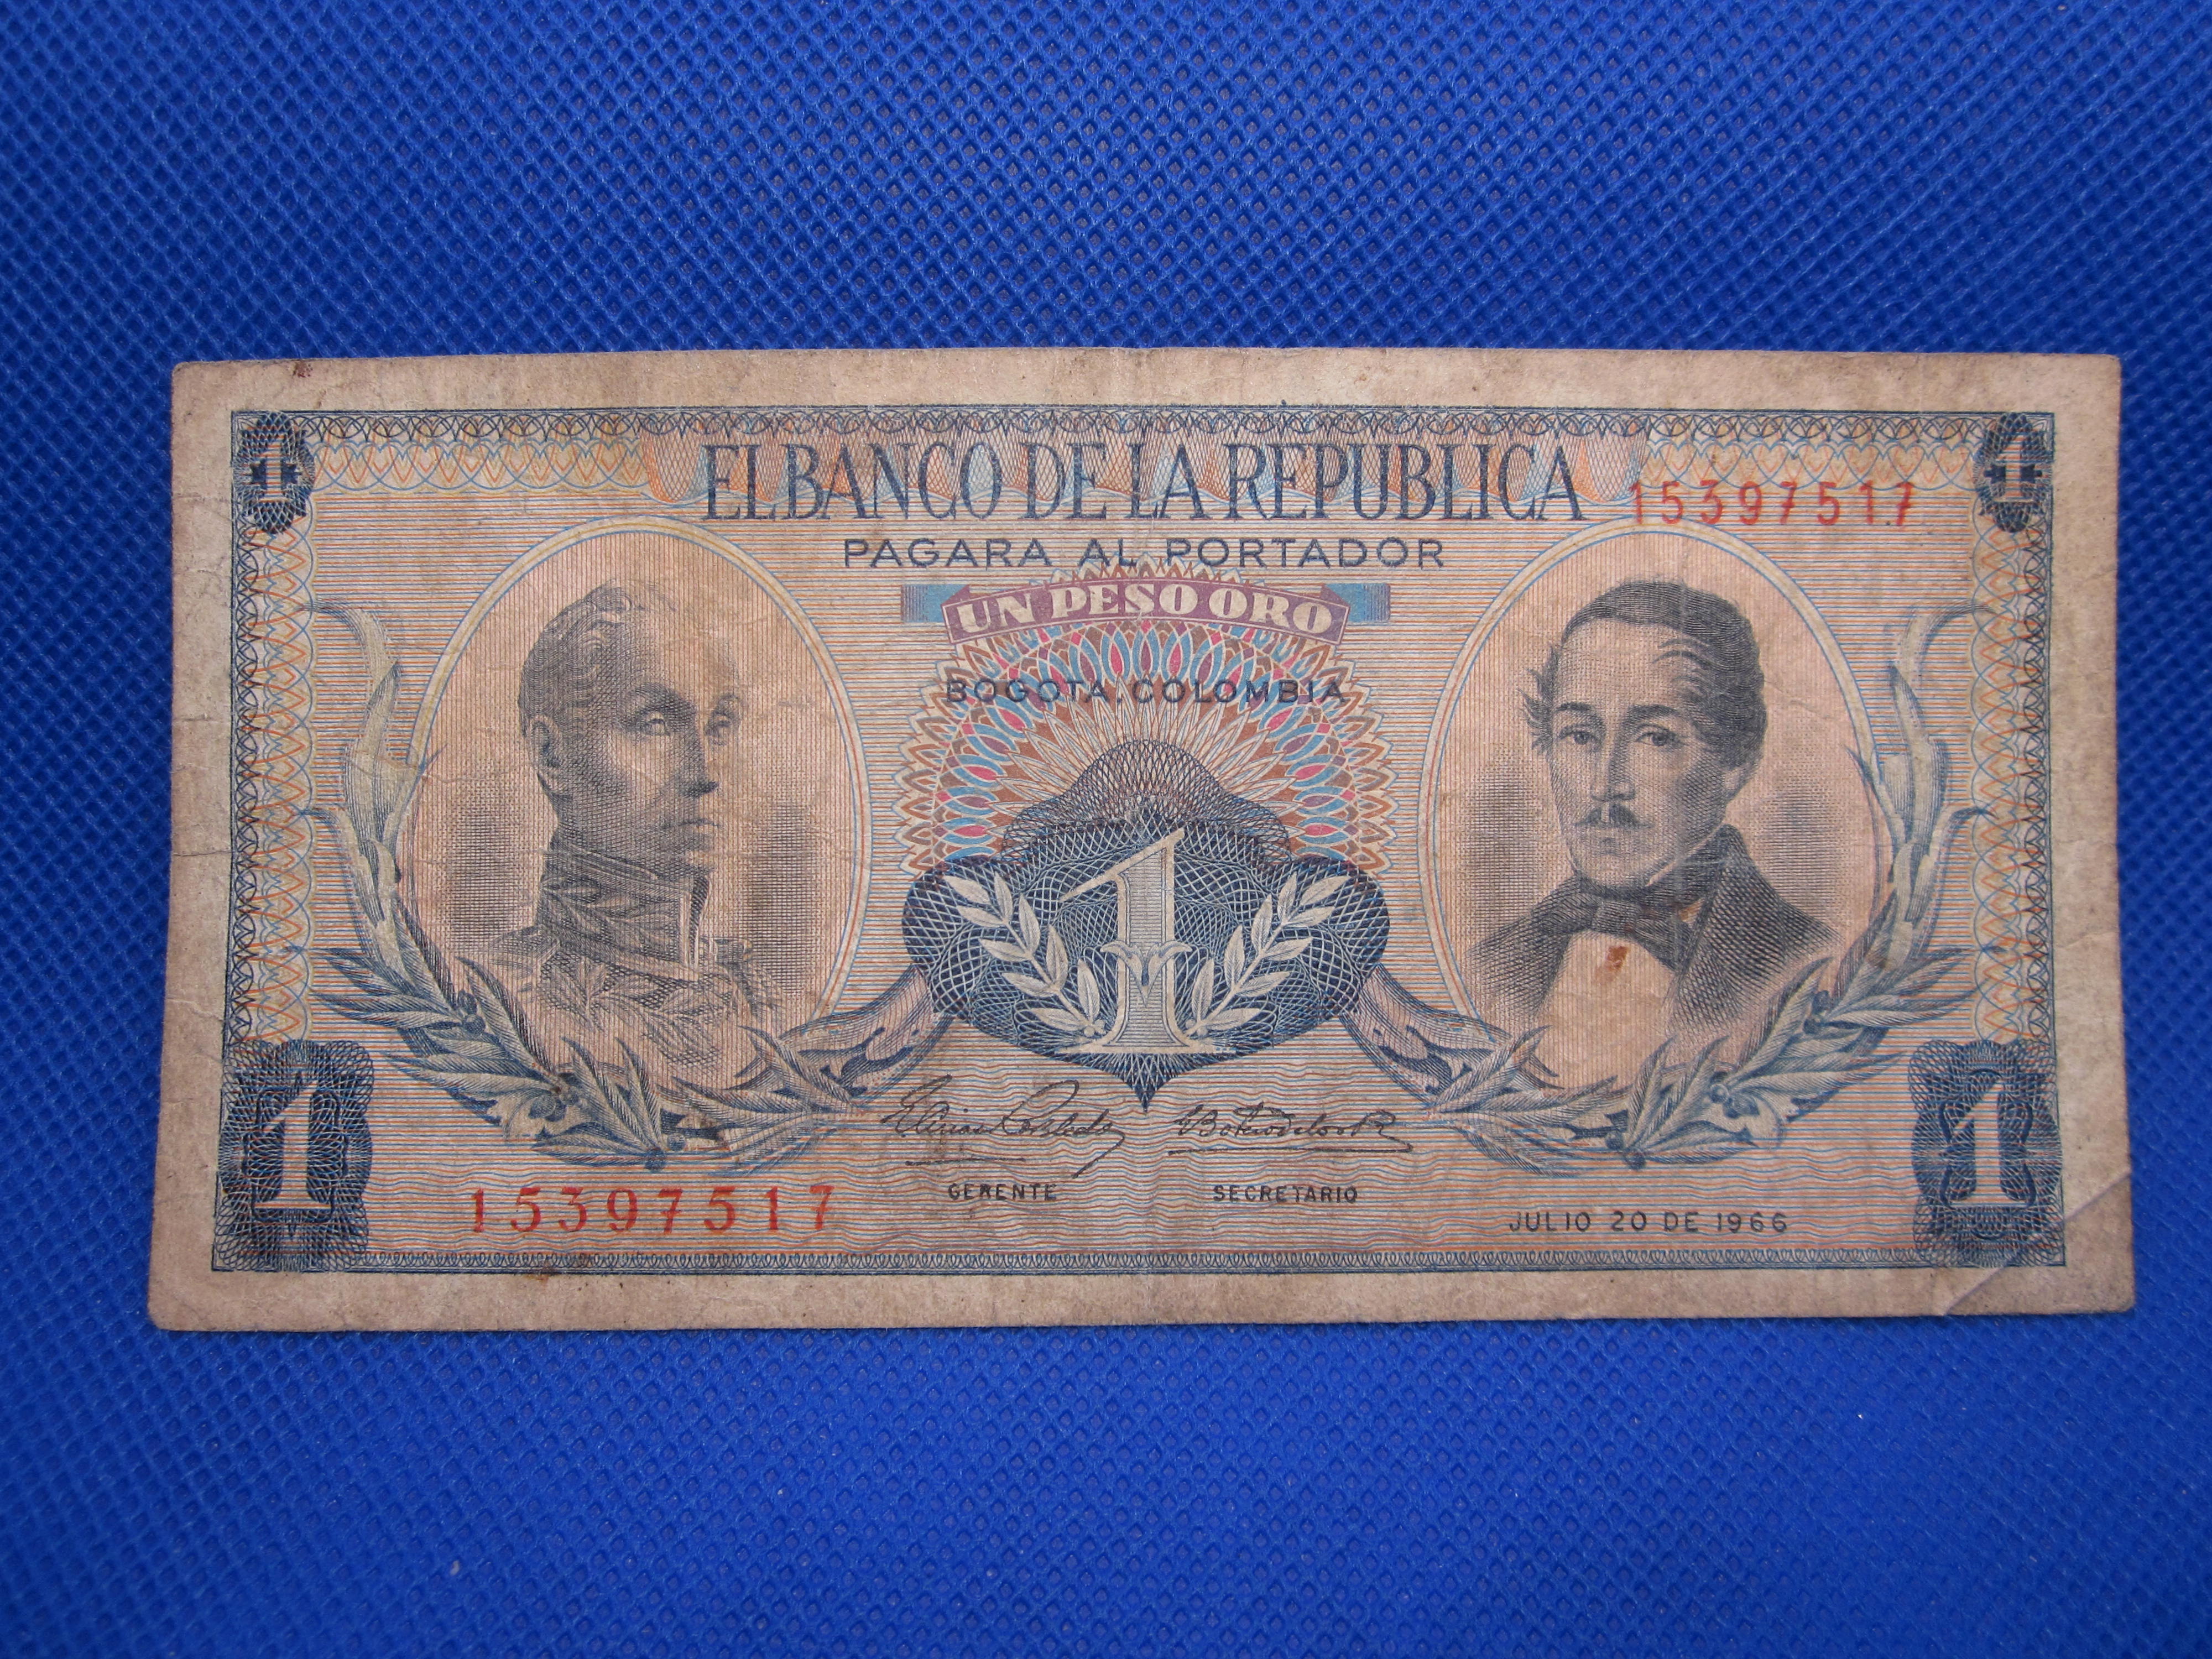 1
1
EL BANCO DE LA REPUBLICA
15397517
PAGARA AL PORTADOR
UN PESO ORO
BOGOTA, COLOMBIA
1
GERENTE
SECRETARIO
15397517
JULIO 20 DE 1966
1
1